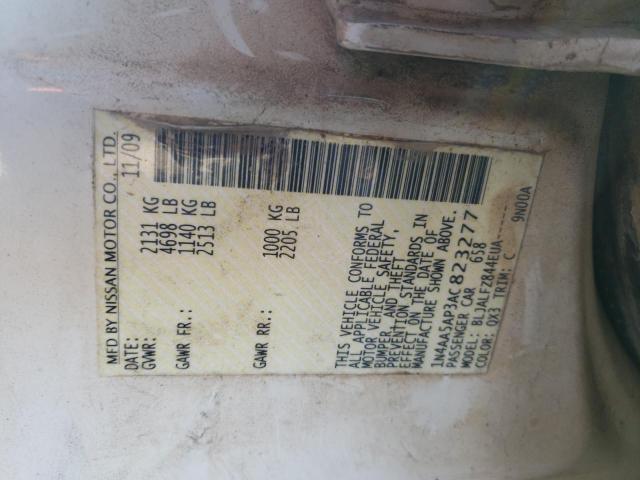 MFD BY NISSAN MOTOR CO., LTD.
DATE: 11/09
GVWR: 2131 KG
4698 LB
GAWR FR.: 1140 KG
2513 LB
GAWR RR.: 1000 KG
2205 LB
THIS VEHICLE CONFORMS TO
ALL APPLICABLE FEDERAL
MOTOR VEHICLE SAFETY,
BUMPER, AND THEFT
PREVENTION STANDARDS IN
EFFECT ON THE DATE OF
MANUFACTURE SHOWN ABOVE.
1N4AA5AP3AC823277
PASSENGER CAR 658
MODEL: BLJALFZ844EUA-----
COLOR: QX3 TRIM: C 9N00A